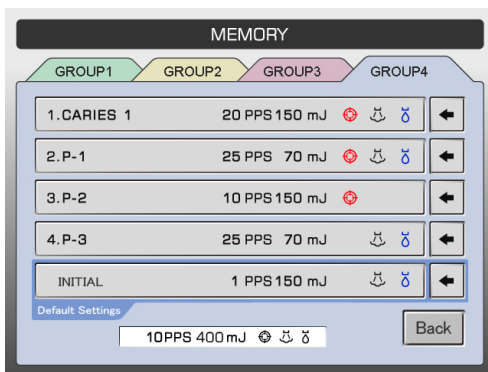 MEMORY
GROUP1 GROUP2 GROUP3 GROUP4
1.CARIES 1 20 PPS 150 mJ
2.P-1 25 PPS 70 mJ
3.P-2 10 PPS 150 mJ
4.P-3 25 PPS 70 mJ
INITIAL 1 PPS 150 mJ
Default Settings
10PPS 400mJ
Back